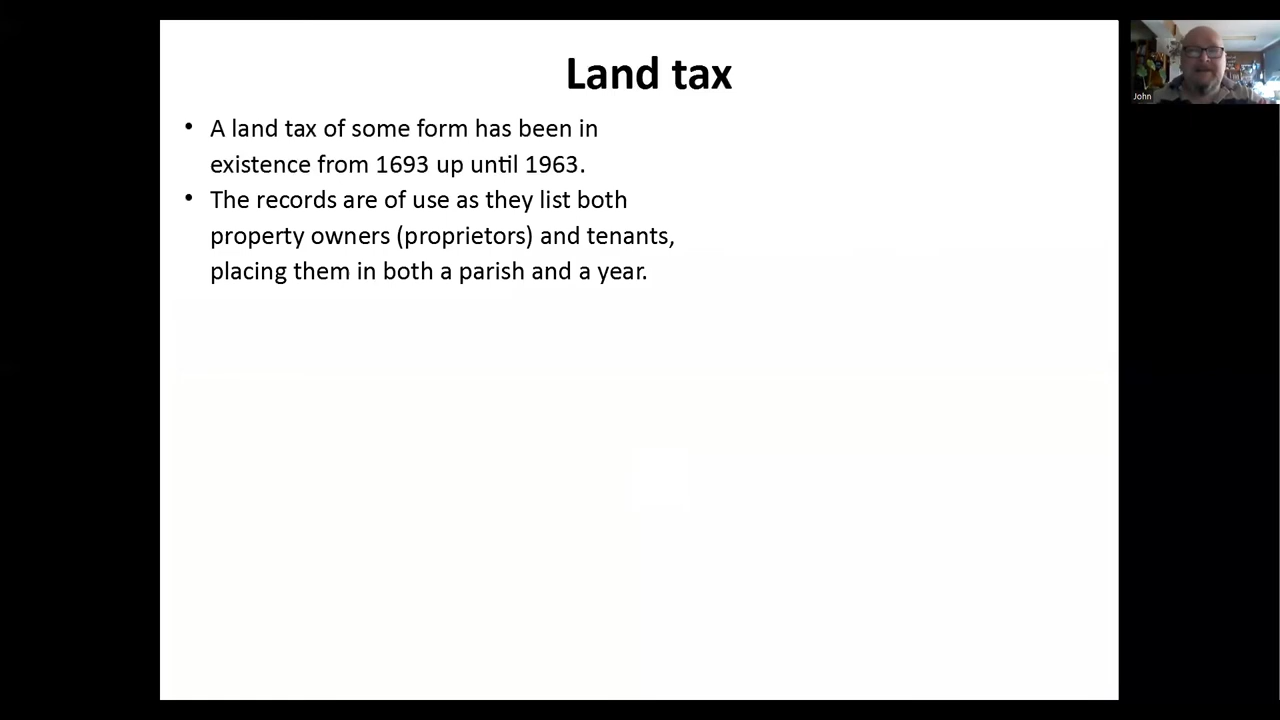 Land tax
• A land tax of some form has been in
existence from 1693 up until 1963.
• The records are of use as they list both
property owners (proprietors) and tenants,
placing them in both a parish and a year.
John